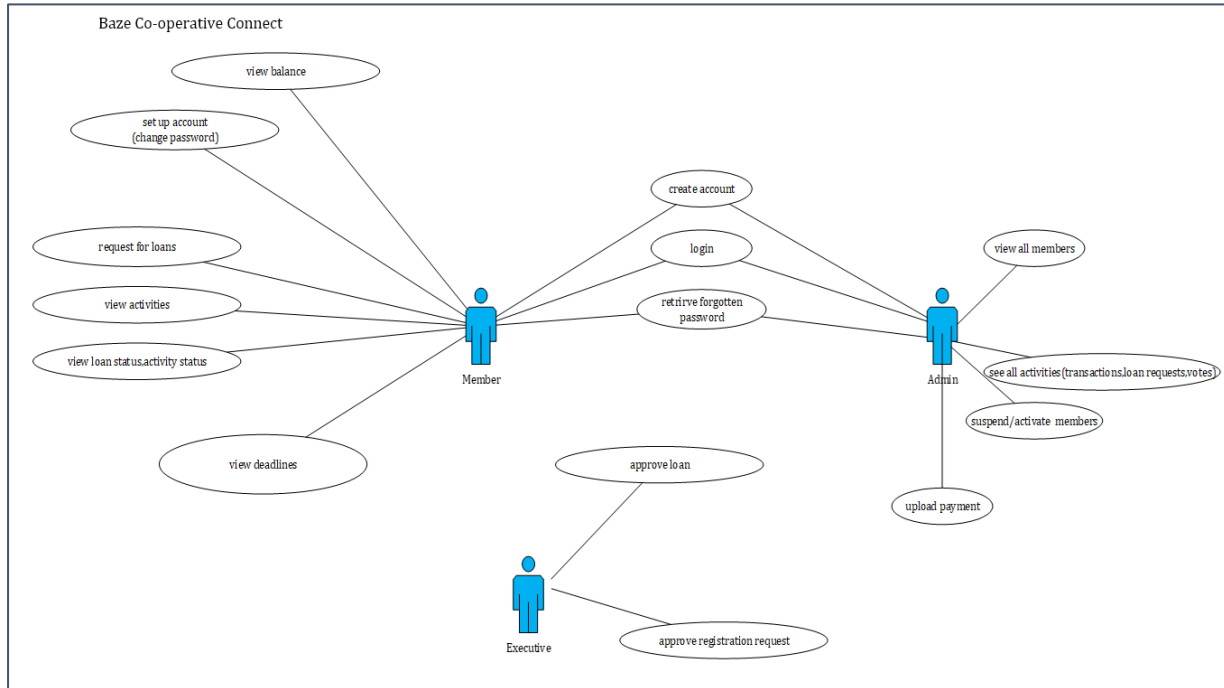 Baze Co-operative Connect
view balance
set up account
(change password)
create account
request for loans
login
view all members
view activities
retrirve forgotten
password
view loan status,activity status
Member
Admin
see all activities(transactions,loan requests,votes)
suspend/activate members
view deadlines
approve loan
upload payment
Executive
approve registration request